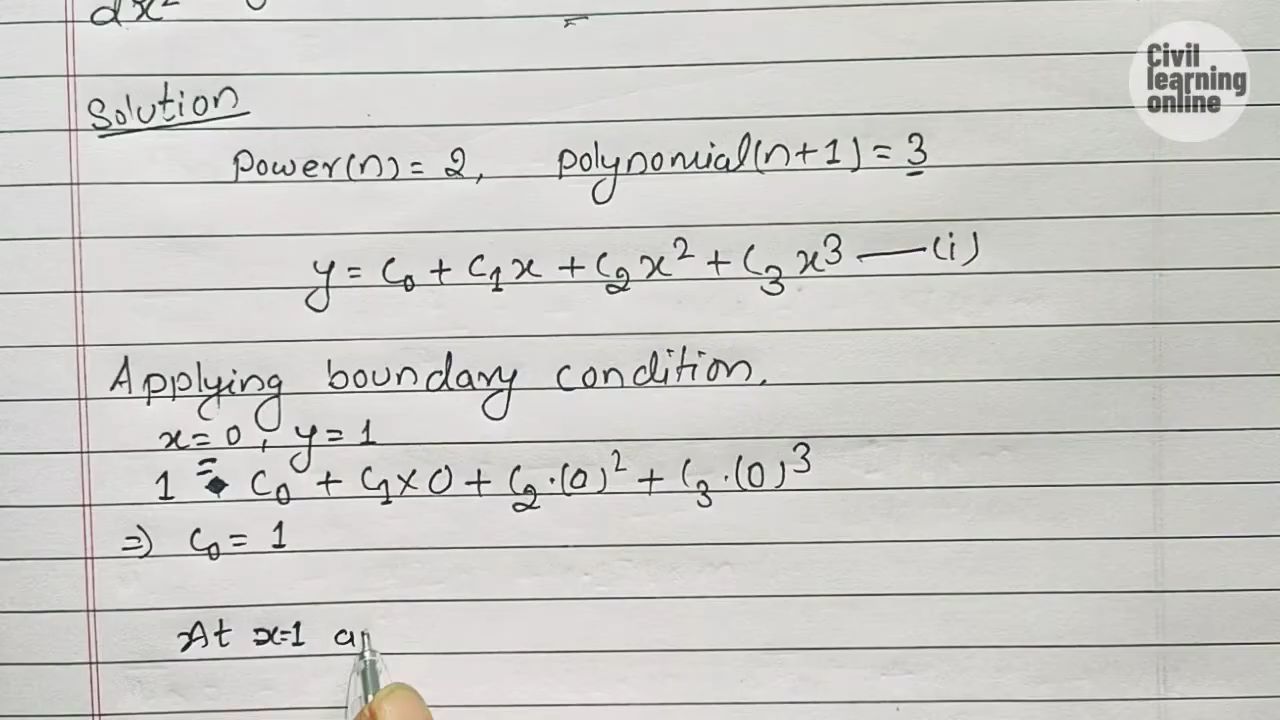 dx²
Civil
learning
online
Solution
Power(n) = 2, polynomial(n+1) = 3
y = C₀ + C₁x + C₂x² + C₃x³ —(i)
Applying boundary condition.
x = 0, y = 1
1 = C₀ + C₁×0 + C₂·(0)² + C₃·(0)³
⇒ C₀ = 1
At x=1